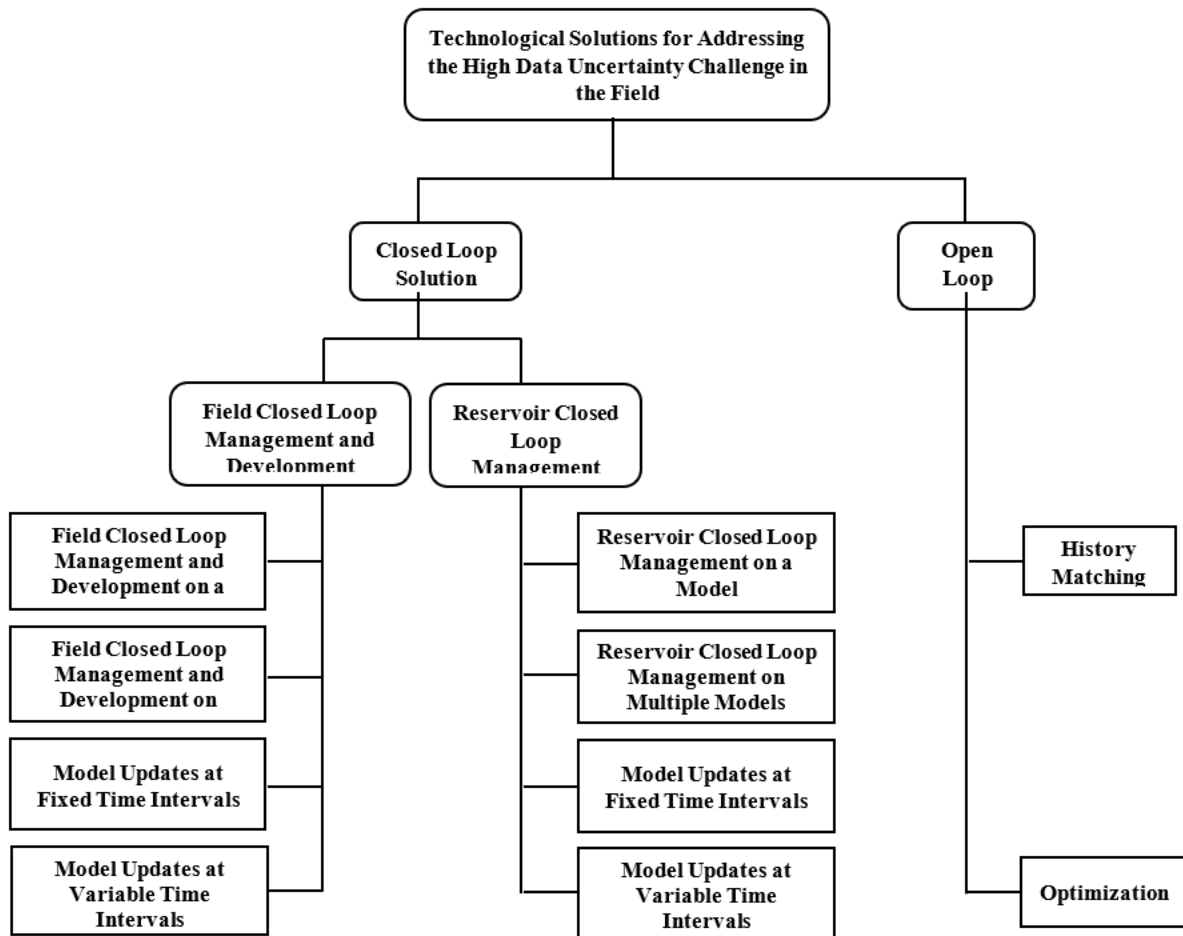 Technological Solutions for Addressing
the High Data Uncertainty Challenge in
the Field
Closed Loop
Solution
Open
Loop
Field Closed Loop
Management and
Development
Reservoir Closed
Loop
Management
Field Closed Loop
Management and
Development on a
Reservoir Closed Loop
Management on a
Model
History
Matching
Field Closed Loop
Management and
Development on
Reservoir Closed Loop
Management on
Multiple Models
Model Updates at
Fixed Time Intervals
Model Updates at
Fixed Time Intervals
Model Updates at
Variable Time
Intervals
Model Updates at
Variable Time
Intervals
Optimization